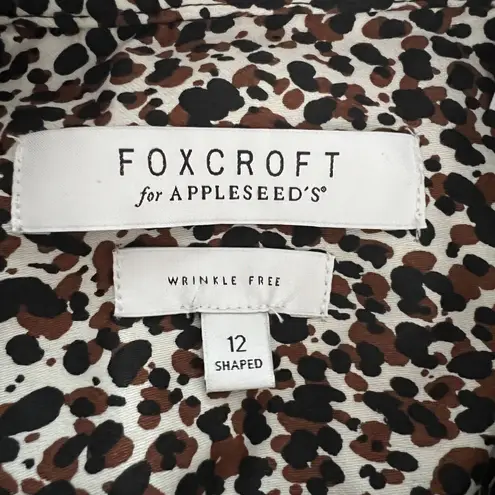 FOXCROFT
for APPLESEED'S®
WRINKLE FREE
12
SHAPED